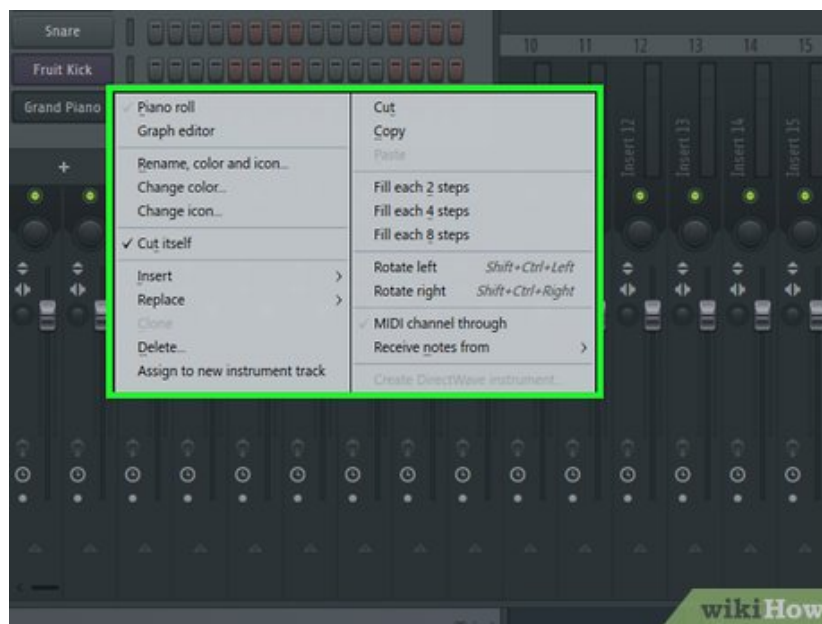 Snare
Fruit Kick
Grand Piano
+
10 11 12 13 14 15
Insert 12
Insert 13
Insert 14
Insert 15
Piano roll
Graph editor
Rename, color and icon...
Change color...
Change icon...
✓ Cut itself
Insert >
Replace >
Clone
Delete...
Assign to new instrument track
Cut
Copy
Paste
Fill each 2 steps
Fill each 4 steps
Fill each 8 steps
Rotate left Shift+Ctrl+Left
Rotate right Shift+Ctrl+Right
MIDI channel through
Receive notes from >
Create DirectWave instrument...
wikiHow